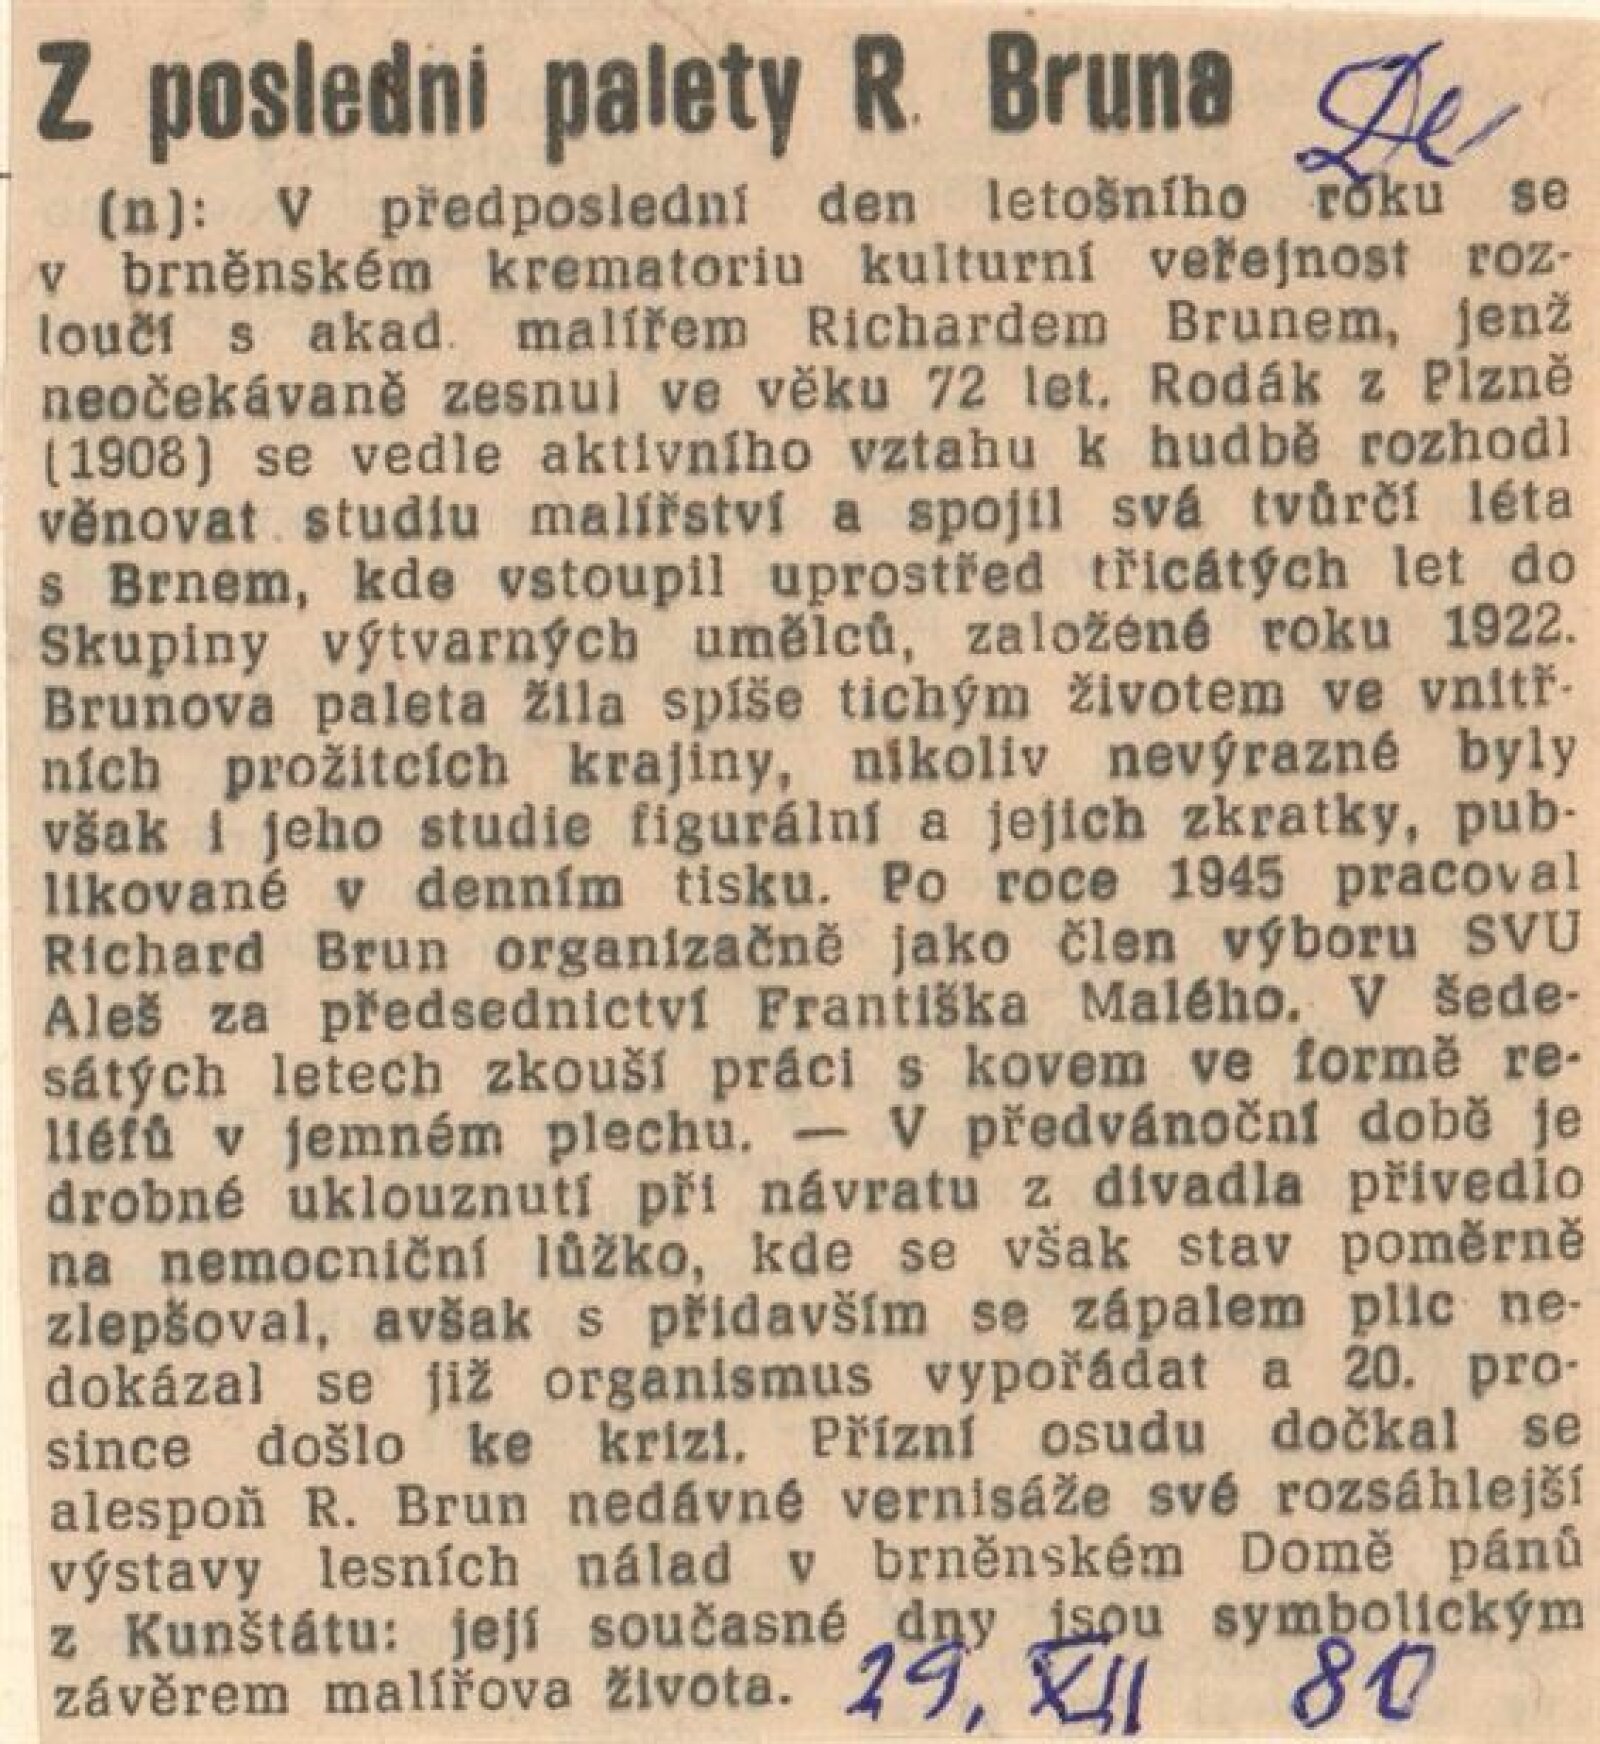 Z poslední palety R. Bruna
(n): V předposlední den letošního roku se
v brněnském krematoriu kulturní veřejnost roz-
loučí s akad. malířem Richardem Brunem, jenž
neočekávaně zesnul ve věku 72 let. Rodák z Plzně
(1908) se vedle aktivního vztahu k hudbě rozhodl
věnovat studiu malířství a spojil svá tvůrčí léta
s Brnem, kde vstoupil uprostřed třicátých let do
Skupiny výtvarných umělců, založené roku 1922.
Brunova paleta žila spíše tichým životem ve vnitř-
ních prožitcích krajiny, nikoliv nevýrazné byly
však i jeho studie figurální a jejich zkratky, pub-
likované v denním tisku. Po roce 1945 pracoval
Richard Brun organizačně jako člen výboru SVU
Aleš za předsednictví Františka Malého. V šede-
sátých letech zkouší práci s kovem ve formě re-
liéfů v jemném plechu. — V předvánoční době je
drobné uklouznutí při návratu z divadla přivedlo
na nemocniční lůžko, kde se však stav poměrně
zlepšoval, avšak s přidavším se zápalem plic ne-
dokázal se již organismus vypořádat a 20. pro-
since došlo ke krizi. Přízní osudu dočkal se
alespoň R. Brun nedávné vernisáže své rozsáhlejší
výstavy lesních nálad v brněnském Domě pánů
z Kunštátu: její současné dny jsou symbolickým
závěrem malířova života. 29. XII 80